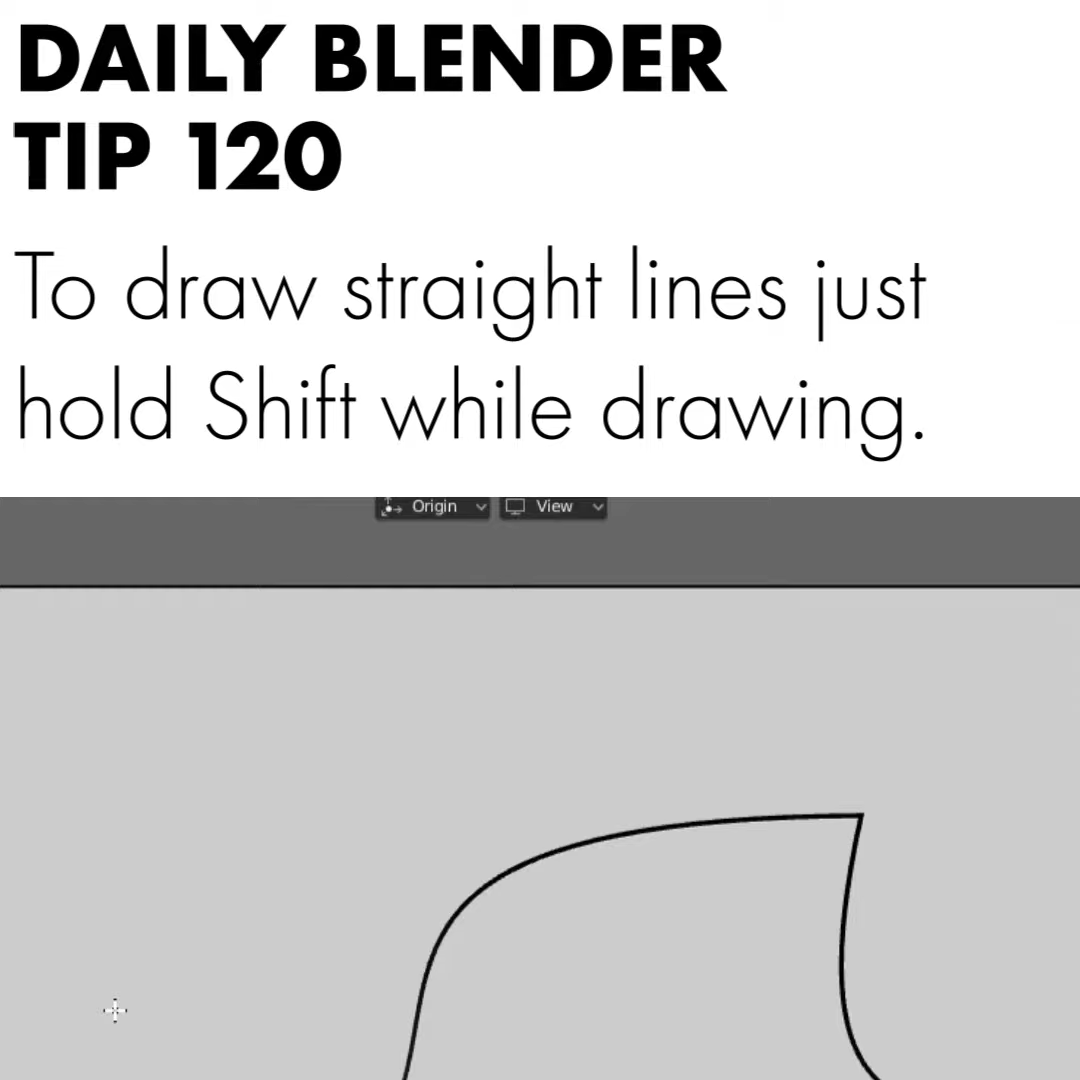 DAILY BLENDER
TIP 120
To draw straight lines just
hold Shift while drawing.
Origin View